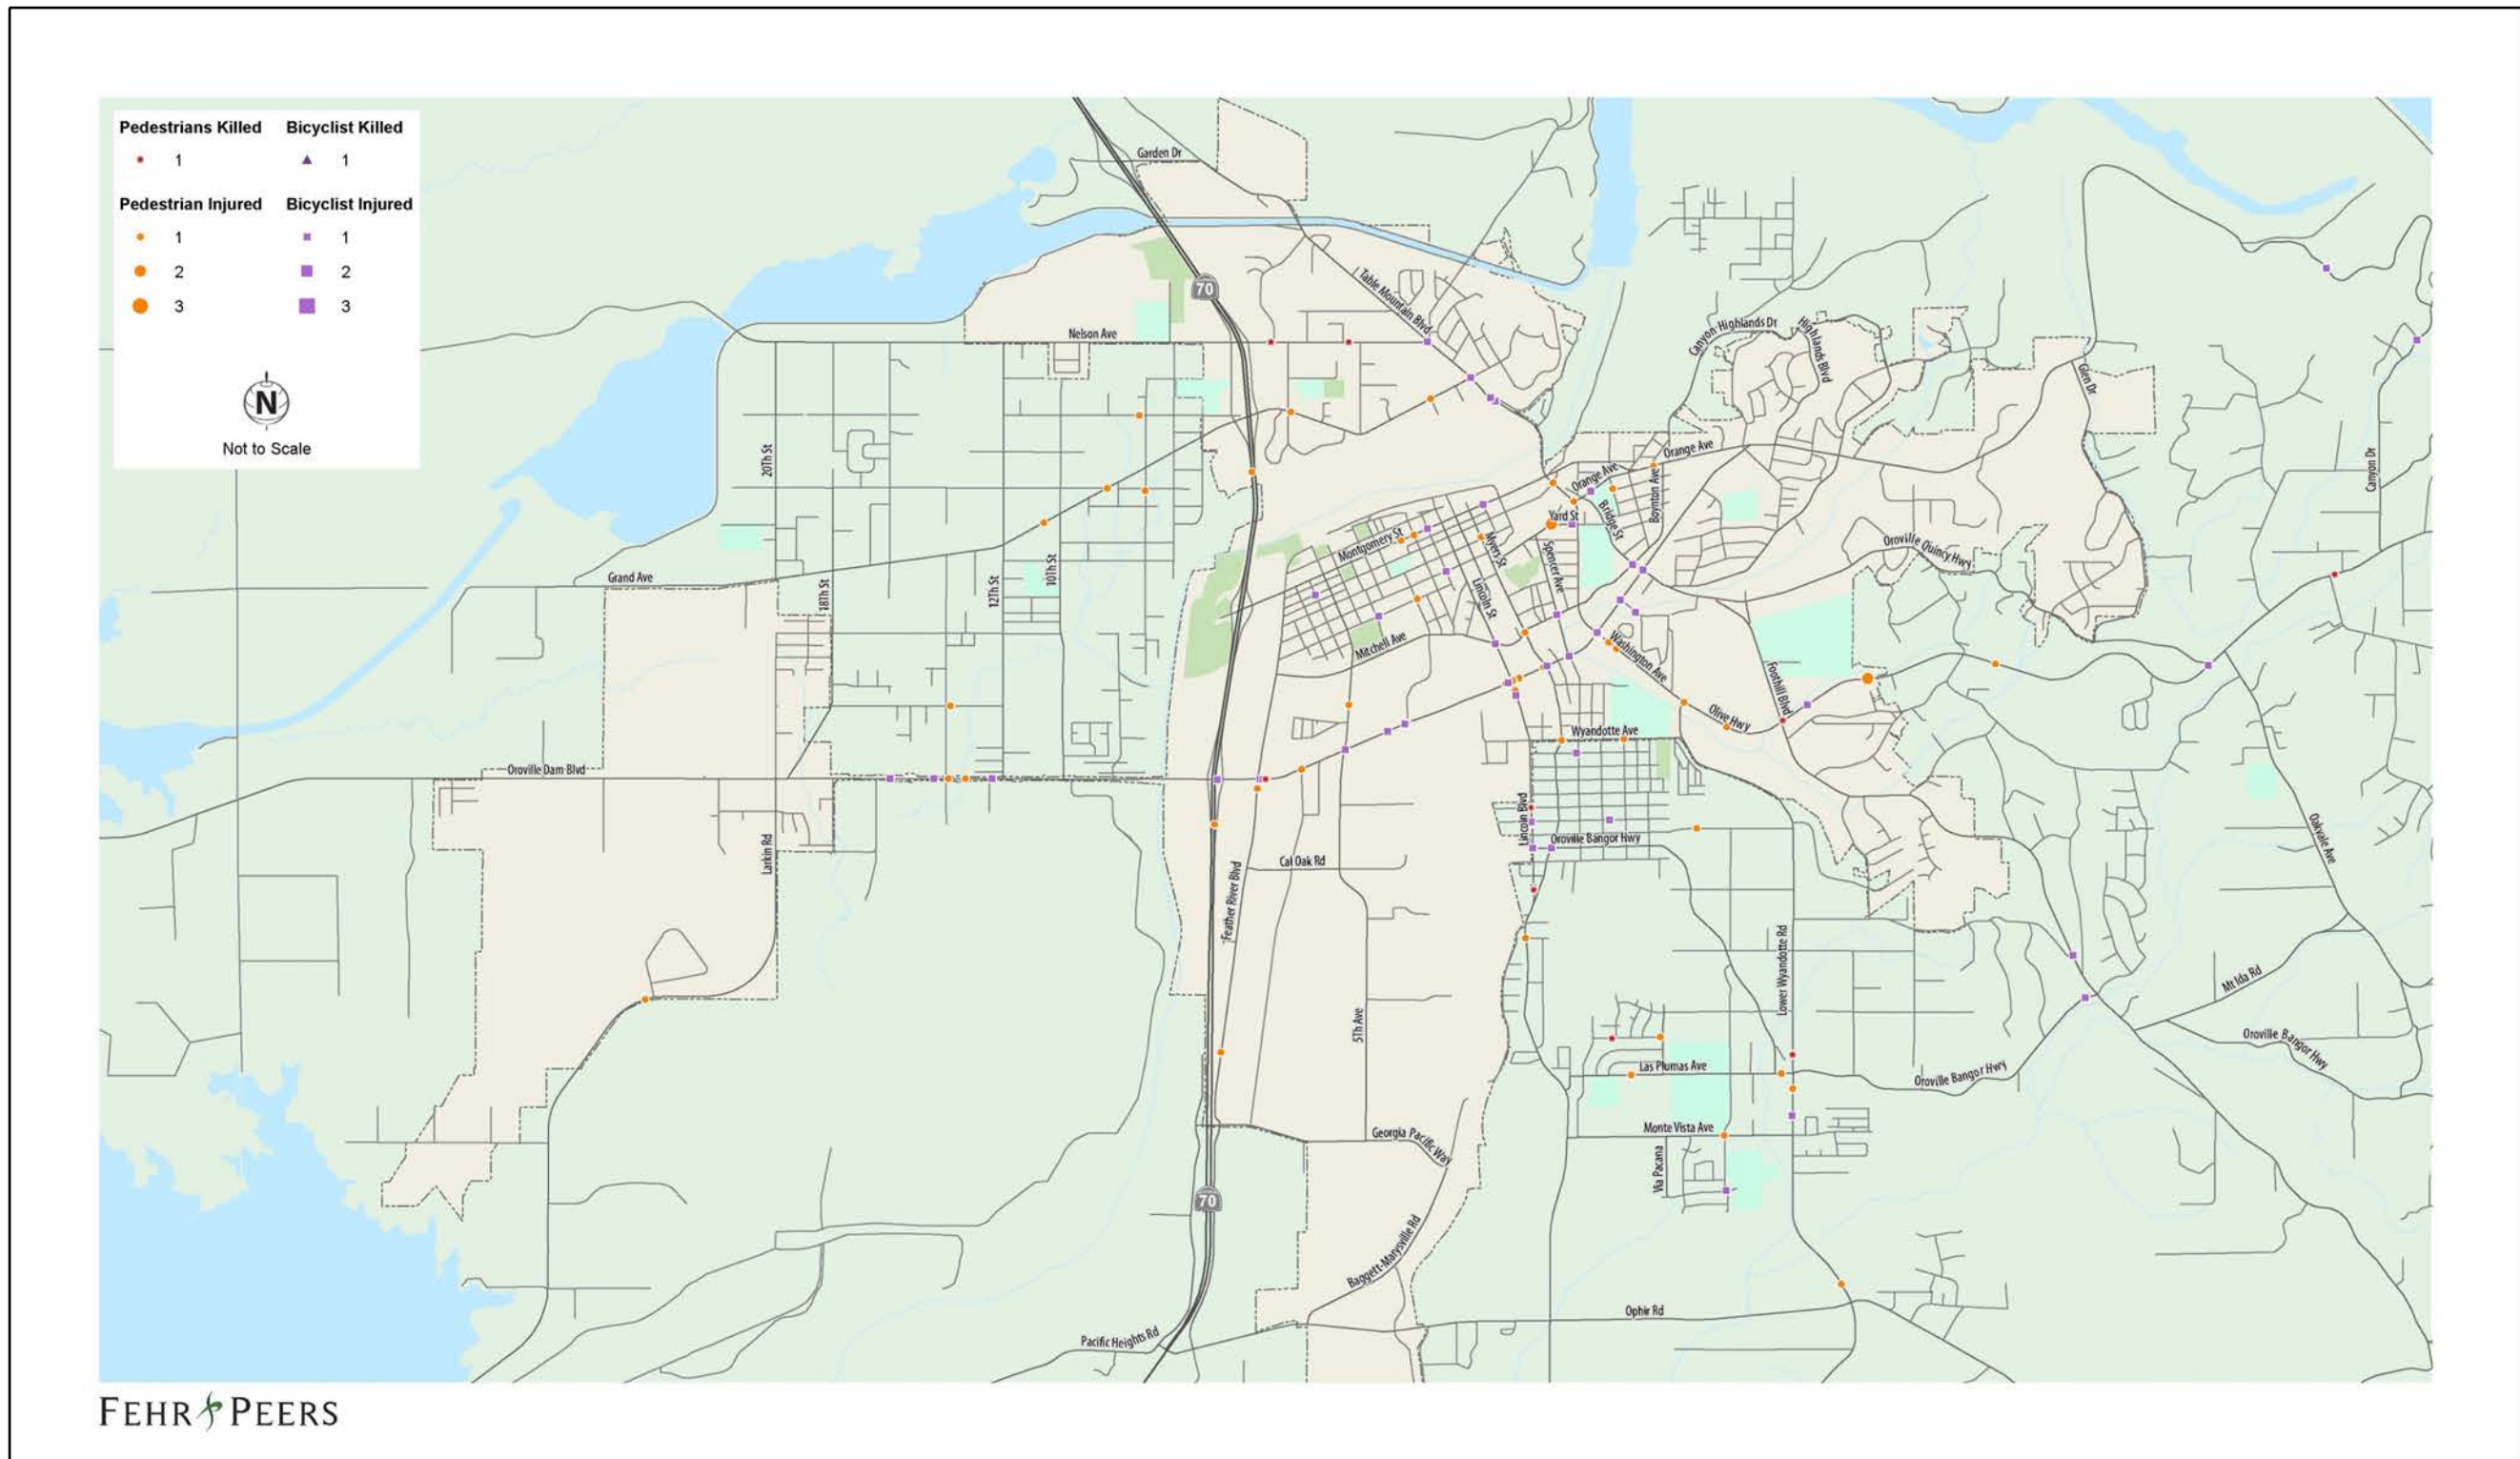 Pedestrians Killed Bicyclist Killed
1 1
Pedestrian Injured Bicyclist Injured
1 1
2 2
3 3
N
Not to Scale
Garden Dr
70
Table Mountain Blvd
Nelson Ave
Canyon Highlands Dr
Highlands Blvd
Glen Dr
20Th St
Orange Ave
Orange Ave
Canyon Dr
Boynton Ave
Yard St
Bridge St
Montgomery St
Myers St
Spencer Ave
Oroville Quincy Hwy
Grand Ave
18Th St
12Th St
10Th St
Lincoln St
Mitchell Ave
Washington Ave
Foothill Blvd
Olive Hwy
Wyandotte Ave
Oroville Dam Blvd
Larkin Rd
Lincoln Blvd
Oroville Bangor Hwy
Oakvale Ave
Cal Oak Rd
Feather River Blvd
Lower Wyandotte Rd
Mt Ida Rd
5Th Ave
Oroville Bangor Hwy
Las Plumas Ave
Oroville Bangor Hwy
Monte Vista Ave
Georgia Pacific Way
Via Pacana
70
Baggett-Marysville Rd
Ophir Rd
Pacific Heights Rd
FEHR PEERS